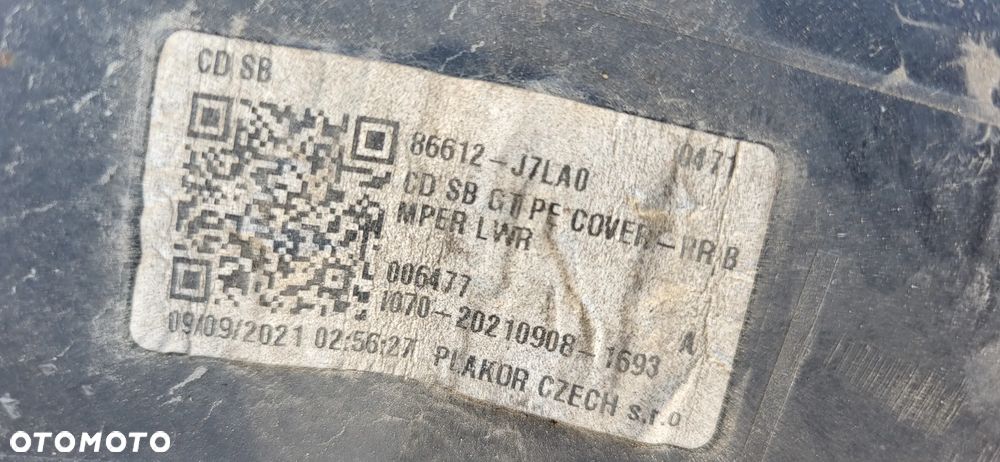 CD SB
86612-J7LA0 0471
CD SB GT PE COVER-RR B
MPER LWR
006477
I070-20210908-1693 A
09/09/2021 02:56:27 PLAKOR CZECH s.r.o
OTOMOTO